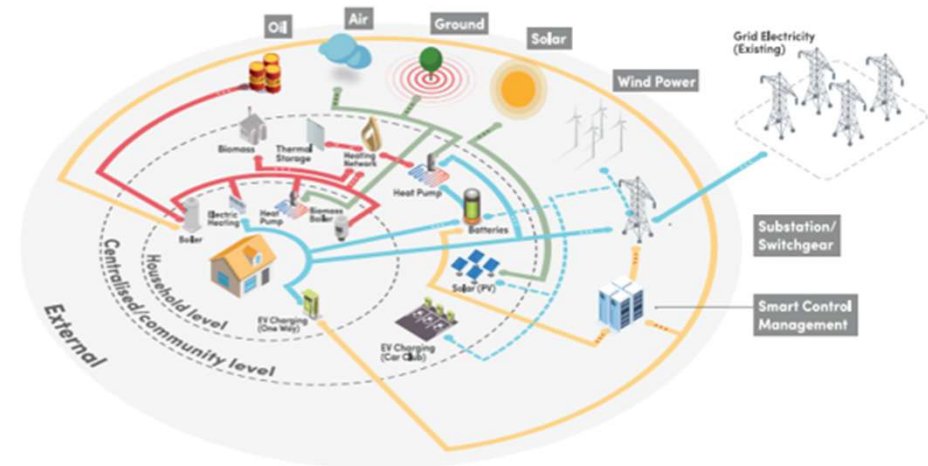 Oil
Air
Ground
Solar
Wind Power
Grid Electricity
(Existing)
Biomass
Thermal
Storage
Heating
Network
Heat Pump
Batteries
Boiler
Electric
Heating
Heat
Pump
Biomass
Boiler
Solar (PV)
EV Charging
(One Way)
EV Charging
(Car Club)
Household level
Centralised/community level
External
Substation/
Switchgear
Smart Control
Management